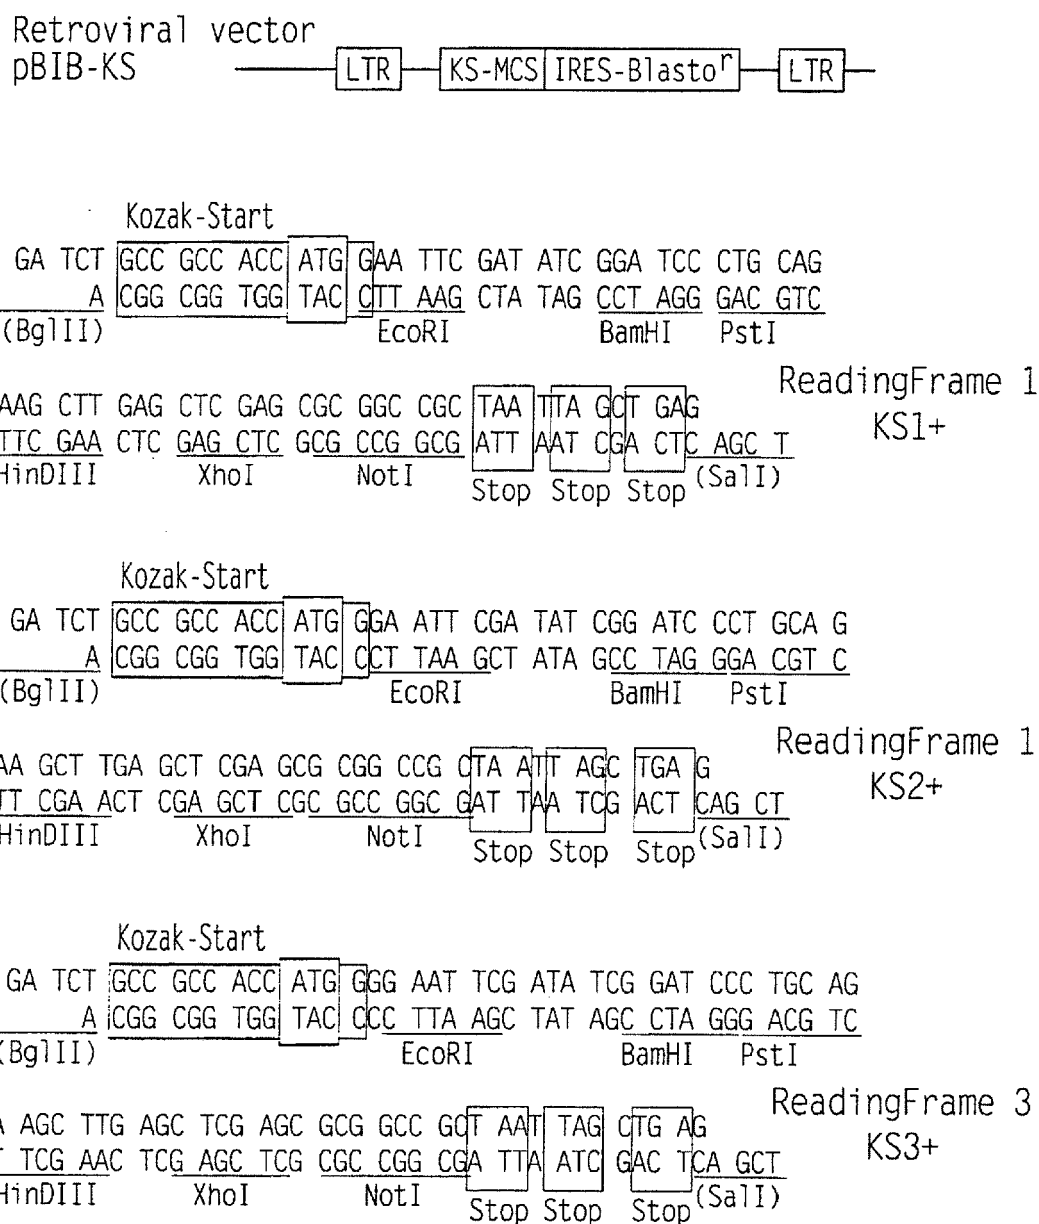 Retroviral vector
pBIB-KS LTR KS-MCS IRES-Blasto^r LTR
Kozak-Start
GA TCT GCC GCC ACC ATG GAA TTC GAT ATC GGA TCC CTG CAG
A CGG CGG TGG TAC CTT AAG CTA TAG CCT AGG GAC GTC
(BglII) EcoRI BamHI PstI
ReadingFrame 1
KS1+
AAG CTT GAG CTC GAG CGC GGC CGC TAA TTA GCT GAG
TTC GAA CTC GAG CTC GCG CCG GCG ATT AAT CGA CTC AGC T
HinDIII XhoI NotI Stop Stop Stop (SalI)
Kozak-Start
GA TCT GCC GCC ACC ATG GGA ATT CGA TAT CGG ATC CCT GCA G
A CGG CGG TGG TAC CCT TAA GCT ATA GCC TAG GGA CGT C
(BglII) EcoRI BamHI PstI
ReadingFrame 1
KS2+
AA GCT TGA GCT CGA GCG CGG CCG CTAA ATT AGC TGA G
TT CGA ACT CGA GCT CGC GCC GGC GATT TAA TCG ACT CAG CT
HinDIII XhoI NotI Stop Stop Stop (SalI)
Kozak-Start
GA TCT GCC GCC ACC ATG GGG AAT TCG ATA TCG GAT CCC TGC AG
A CGG CGG TGG TAC CCC TTA AGC TAT AGC CTA GGG ACG TC
(BglII) EcoRI BamHI PstI
ReadingFrame 3
KS3+
A AGC TTG AGC TCG AGC GCG GCC GCT AAT TAG CTG AG
T TCG AAC TCG AGC TCG CGC CGG CGA TTA ATC GAC TCA GCT
HinDIII XhoI NotI Stop Stop Stop (SalI)